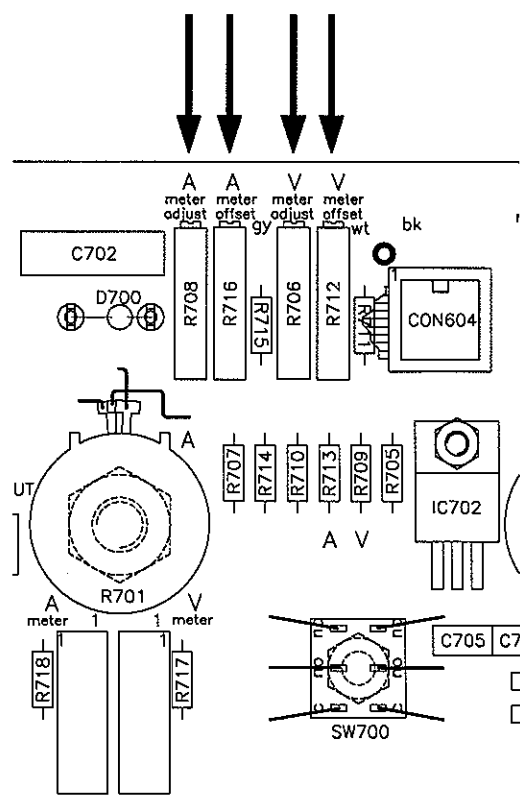 A A V V
meter meter meter meter
adjust offset adjust offset
gy wt bk
C702
D700
R708 R716 R715 R706 R712 R711
1
CON604
A
UT
R707 R714 R710 R713 R709 R705
IC702
A V
R701
A 1 1 V
meter meter
1 1
R718 R717
C705 C7
SW700